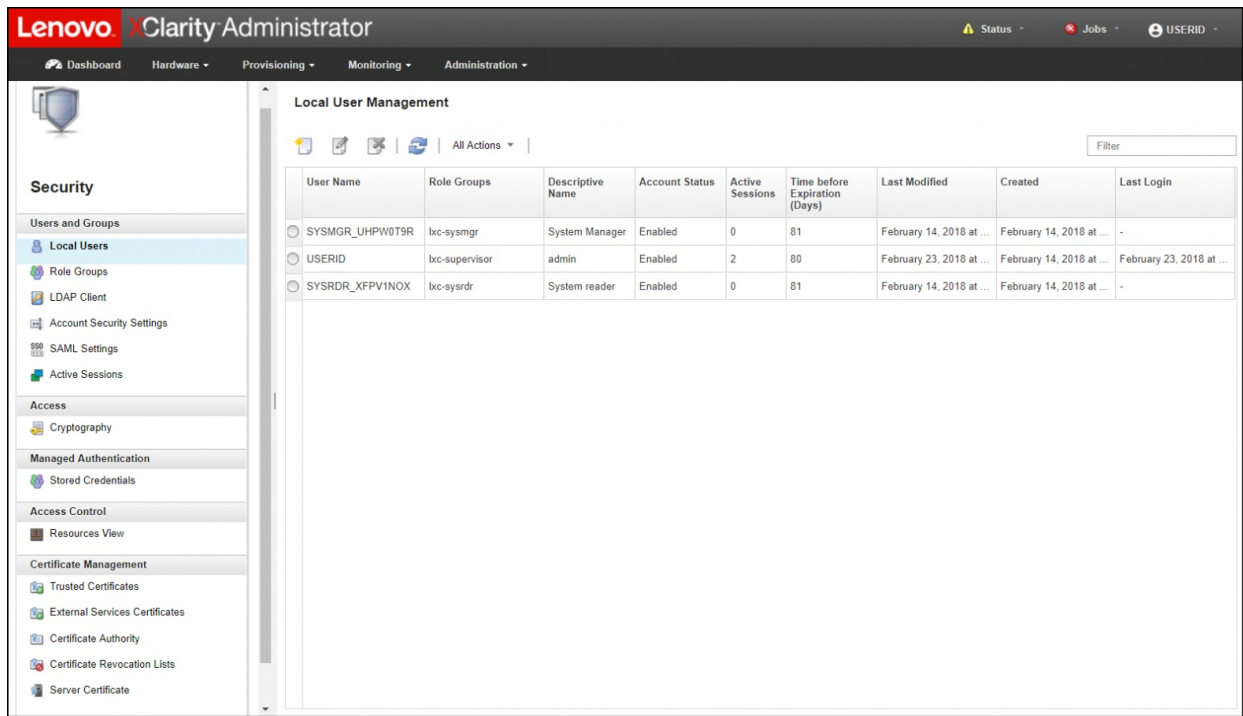 Lenovo. XClarity Administrator
Status
Jobs
USERID
Dashboard Hardware Provisioning Monitoring Administration
Security
Users and Groups
Local Users
Role Groups
LDAP Client
Account Security Settings
SAML Settings
Active Sessions
Access
Cryptography
Managed Authentication
Stored Credentials
Access Control
Resources View
Certificate Management
Trusted Certificates
External Services Certificates
Certificate Authority
Certificate Revocation Lists
Server Certificate
Local User Management
All Actions
Filter
User Name Role Groups Descriptive Name Account Status Active Sessions Time before Expiration (Days) Last Modified Created Last Login
SYSMGR_UHPW0T9R lxc-sysmgr System Manager Enabled 0 81 February 14, 2018 at ... February 14, 2018 at ... -
USERID lxc-supervisor admin Enabled 2 80 February 23, 2018 at ... February 14, 2018 at ... February 23, 2018 at ...
SYSRDR_XFPV1NOX lxc-sysrdr System reader Enabled 0 81 February 14, 2018 at ... February 14, 2018 at ... -